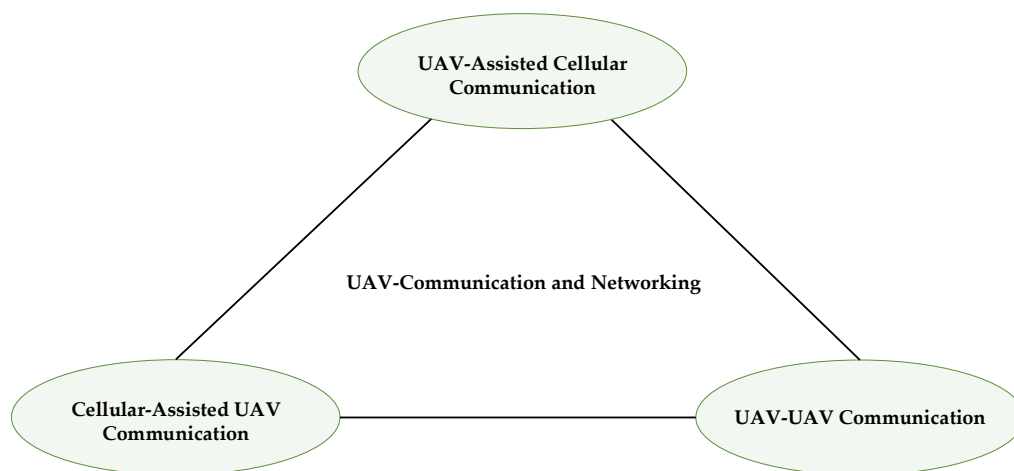 UAV-Assisted Cellular
Communication
UAV-Communication and Networking
Cellular-Assisted UAV
Communication
UAV-UAV Communication